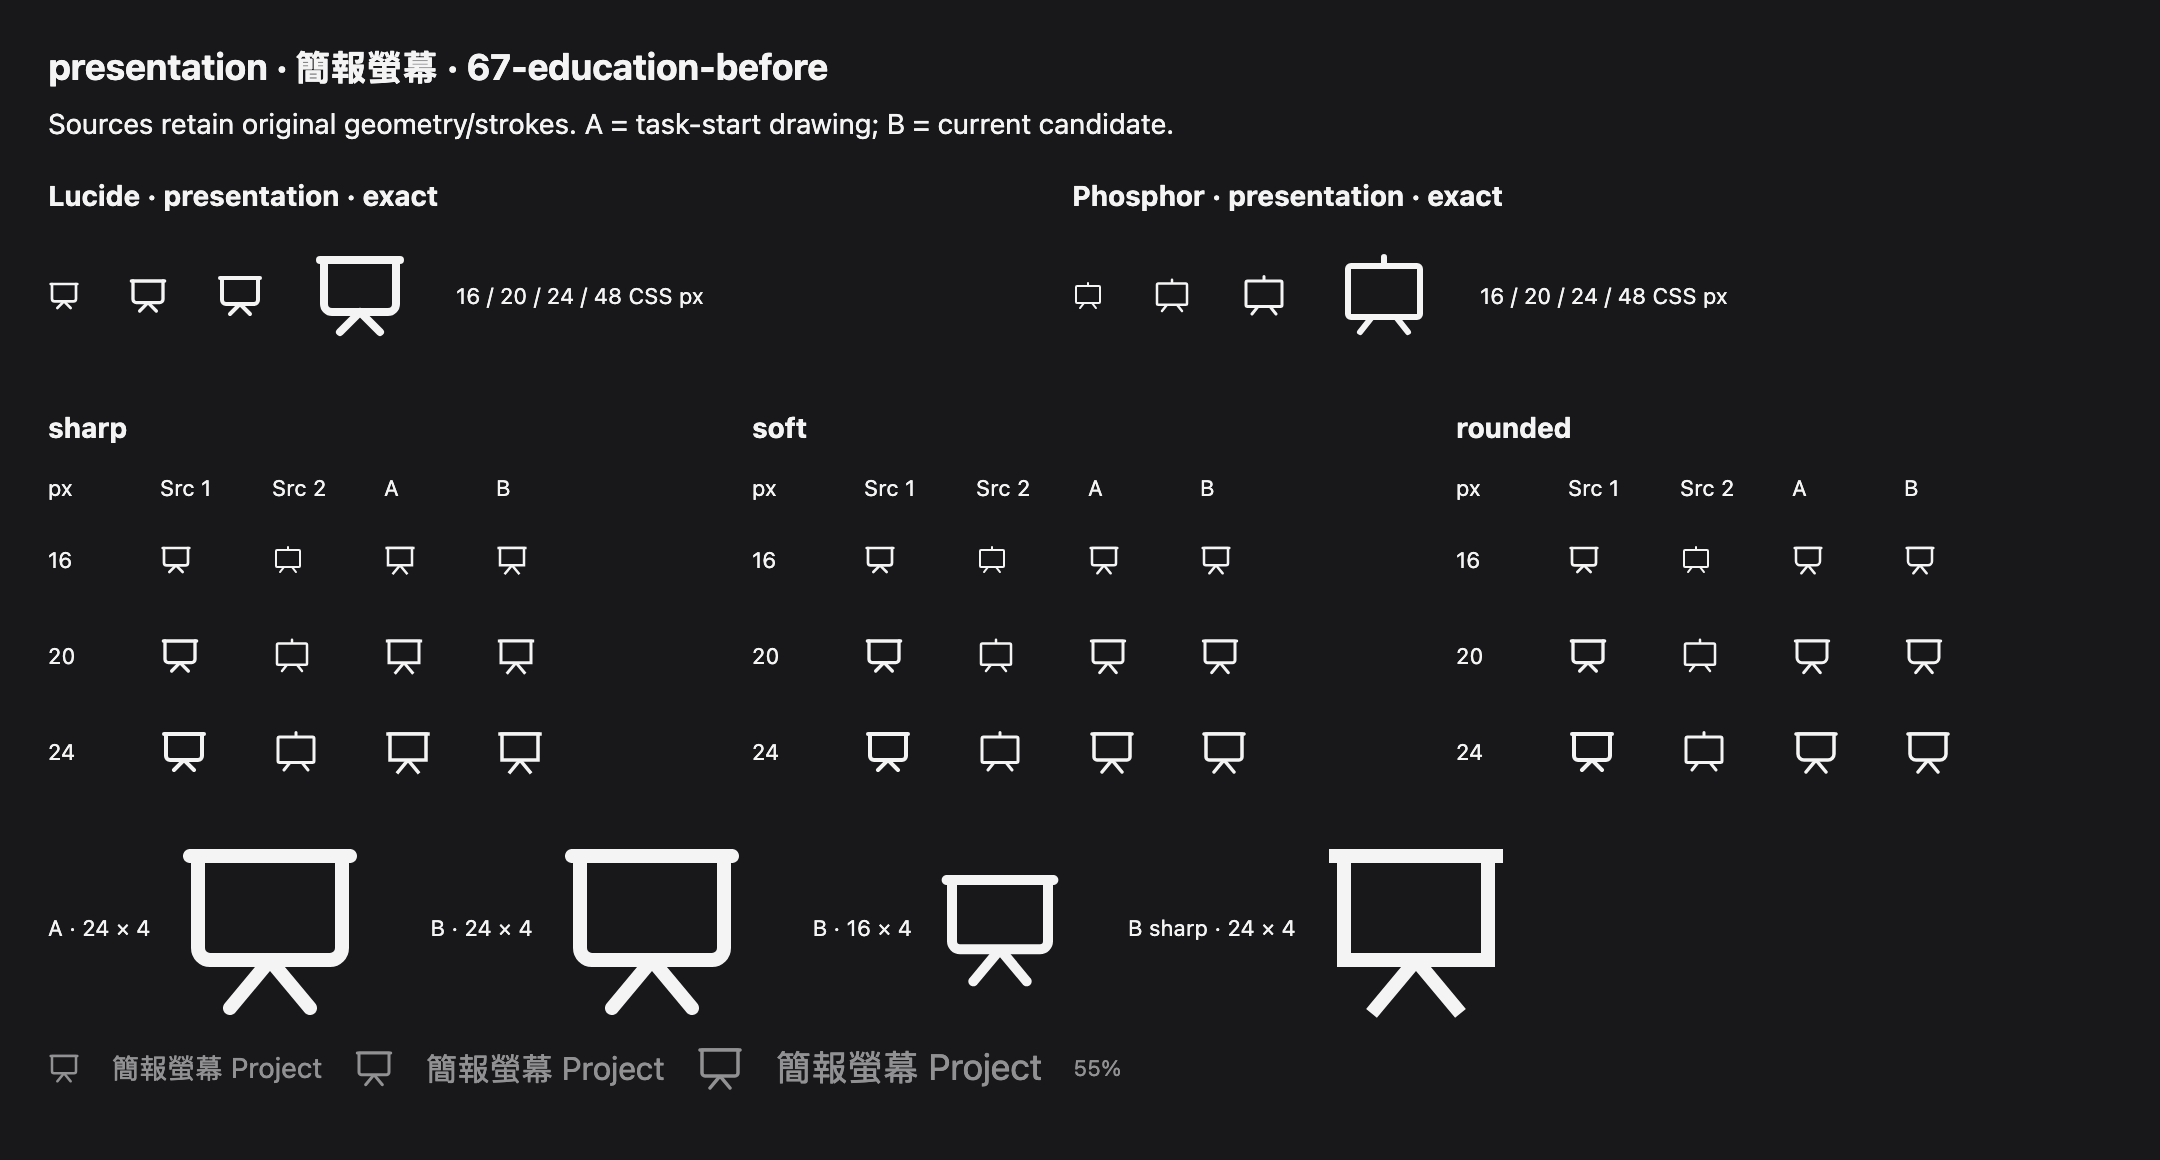 presentation · 簡報螢幕 · 67-education-before
Sources retain original geometry/strokes. A = task-start drawing; B = current candidate.
Lucide · presentation · exact
16 / 20 / 24 / 48 CSS px
Phosphor · presentation · exact
16 / 20 / 24 / 48 CSS px
sharp
px Src 1 Src 2 A B
16
20
24
soft
px Src 1 Src 2 A B
16
20
24
rounded
px Src 1 Src 2 A B
16
20
24
A · 24 × 4
B · 24 × 4
B · 16 × 4
B sharp · 24 × 4
簡報螢幕 Project 簡報螢幕 Project 簡報螢幕 Project 55%